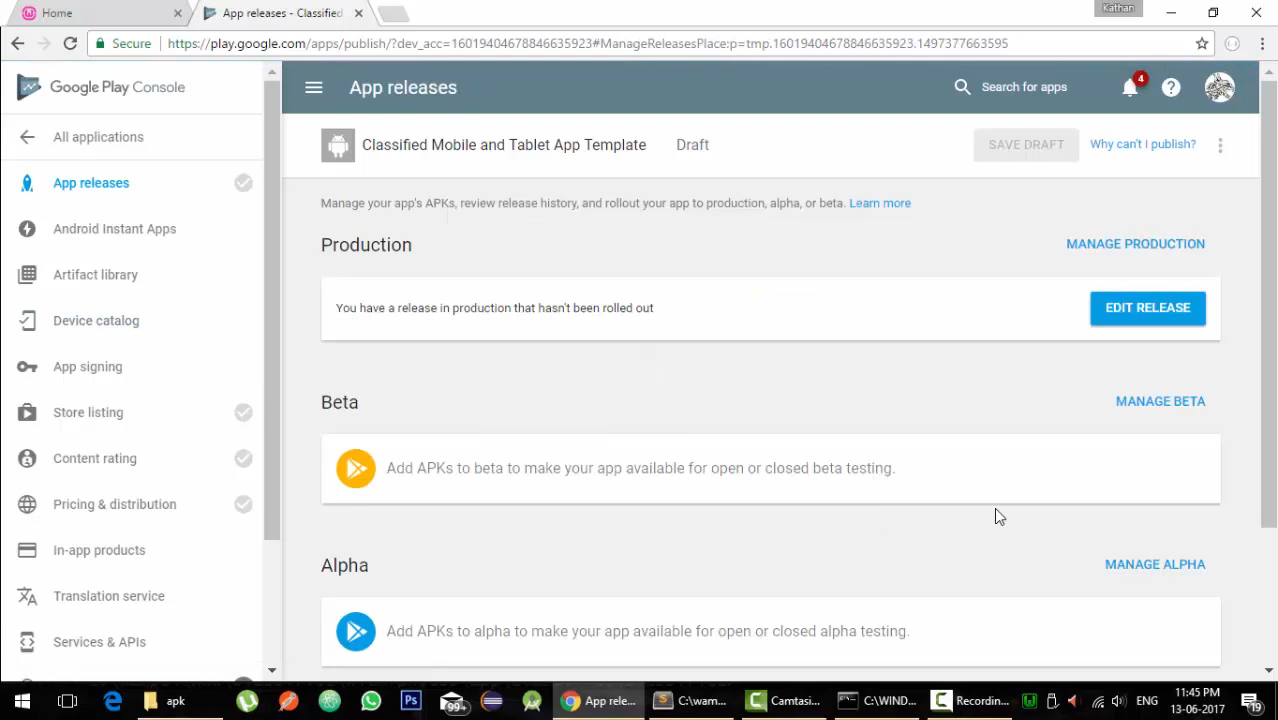 Home
App releases - Classified
Kathan
Secure
https://play.google.com/apps/publish/?dev_acc=16019404678846635923#ManageReleasesPlace:p=tmp.16019404678846635923.1497377663595
Google Play Console
All applications
App releases
Android Instant Apps
Artifact library
Device catalog
App signing
Store listing
Content rating
Pricing & distribution
In-app products
Translation service
Services & APIs
App releases
Search for apps
4
Classified Mobile and Tablet App Template
Draft
SAVE DRAFT
Why can't I publish?
Manage your app's APKs, review release history, and rollout your app to production, alpha, or beta. Learn more
Production
MANAGE PRODUCTION
You have a release in production that hasn't been rolled out
EDIT RELEASE
Beta
MANAGE BETA
Add APKs to beta to make your app available for open or closed beta testing.
Alpha
MANAGE ALPHA
Add APKs to alpha to make your app available for open or closed alpha testing.
apk
Ps
99+
App rele...
C:\wam...
Camtasi...
C:\WIND...
Recordin...
ENG
11:45 PM
13-06-2017
19